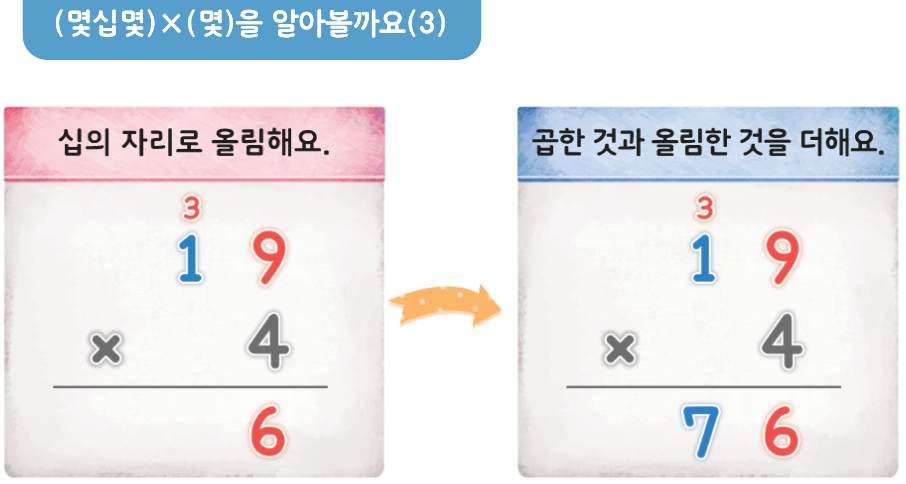 (몇십몇)×(몇)을 알아볼까요(3)
십의 자리로 올림해요.
3
1 9
× 4
6
곱한 것과 올림한 것을 더해요.
3
1 9
× 4
7 6